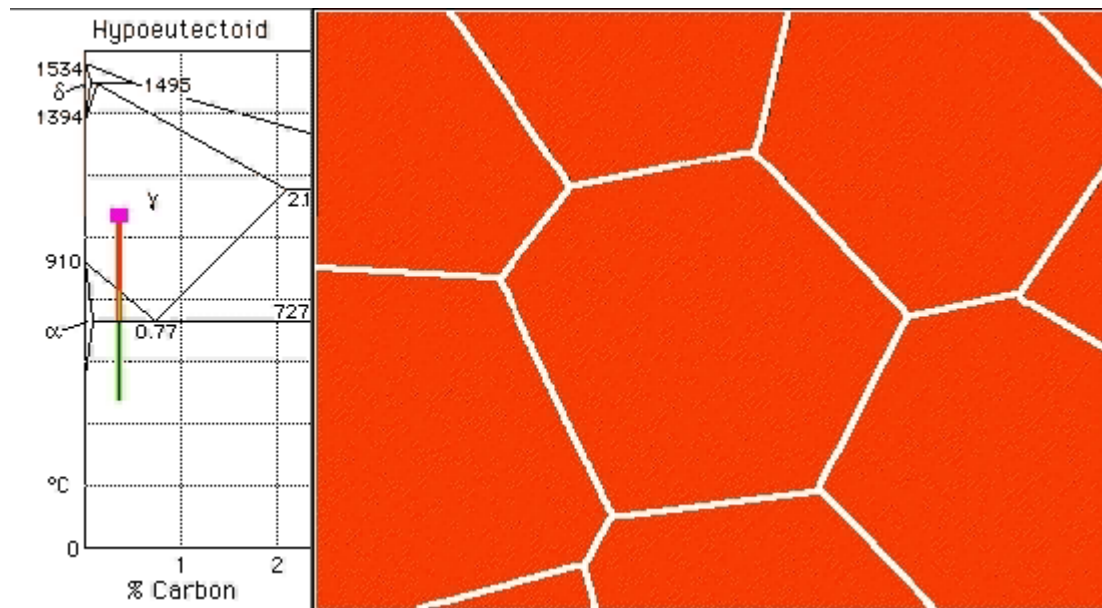 Hypoeutectoid
1534
δ
1495
1394
γ
2.1
910
727
α
0.77
°C
0
1
2
% Carbon